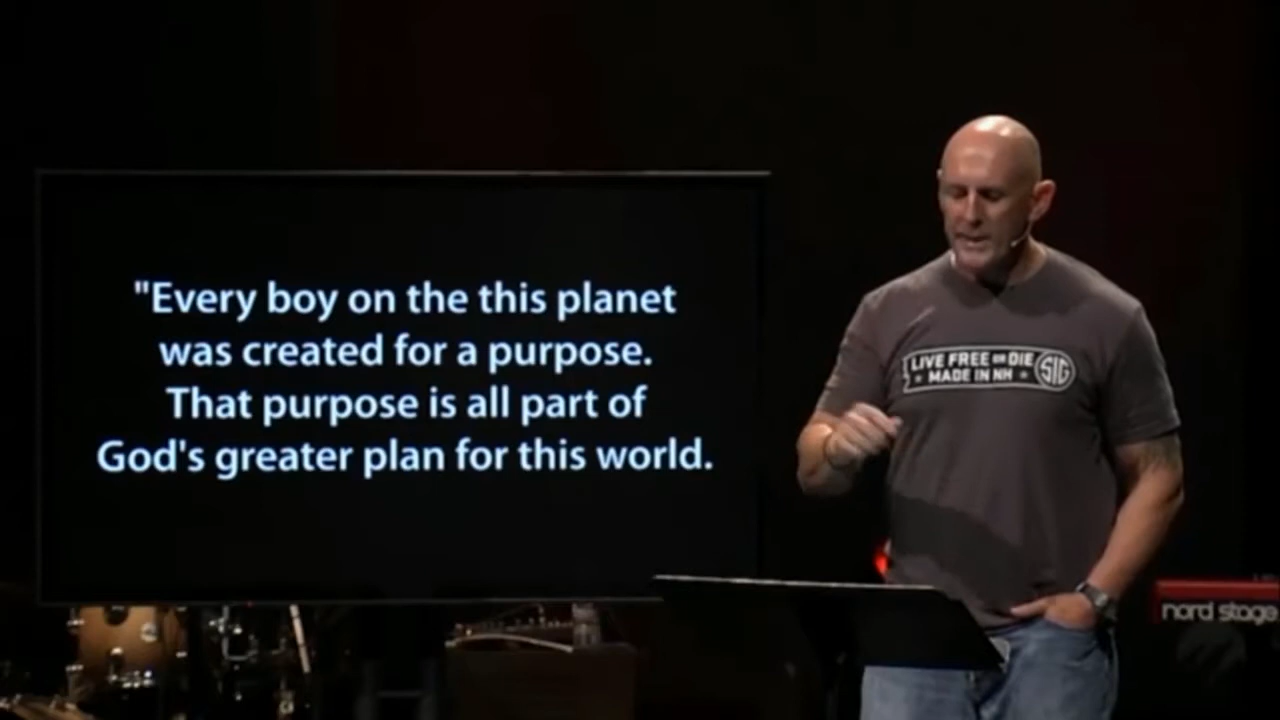 "Every boy on the this planet
was created for a purpose.
That purpose is all part of
God's greater plan for this world.
LIVE FREE OR DIE
MADE IN NH
SIG
nord stage